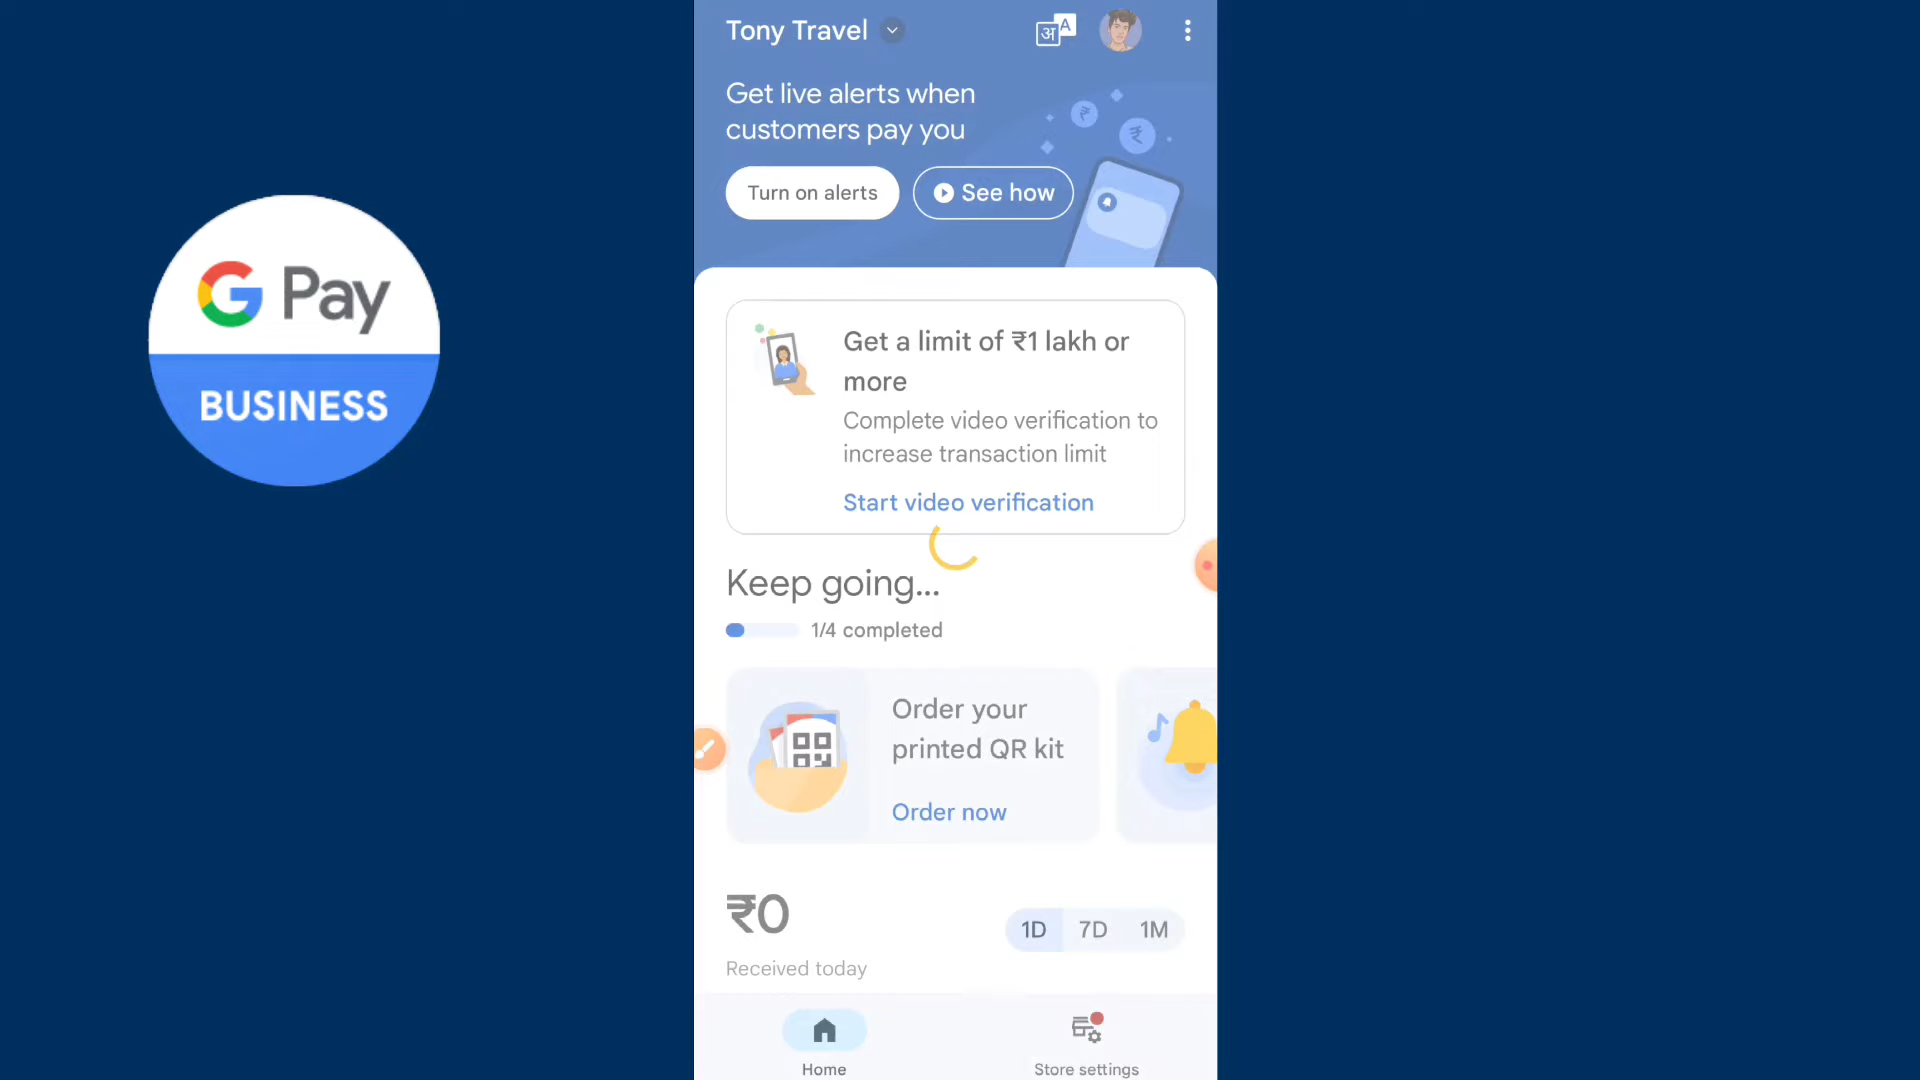 G Pay
BUSINESS
Tony Travel
अ A
Get live alerts when
customers pay you
Turn on alerts
See how
Get a limit of ₹1 lakh or
more
Complete video verification to
increase transaction limit
Start video verification
Keep going...
1/4 completed
Order your
printed QR kit
Order now
₹0
1D 7D 1M
Received today
Home
Store settings